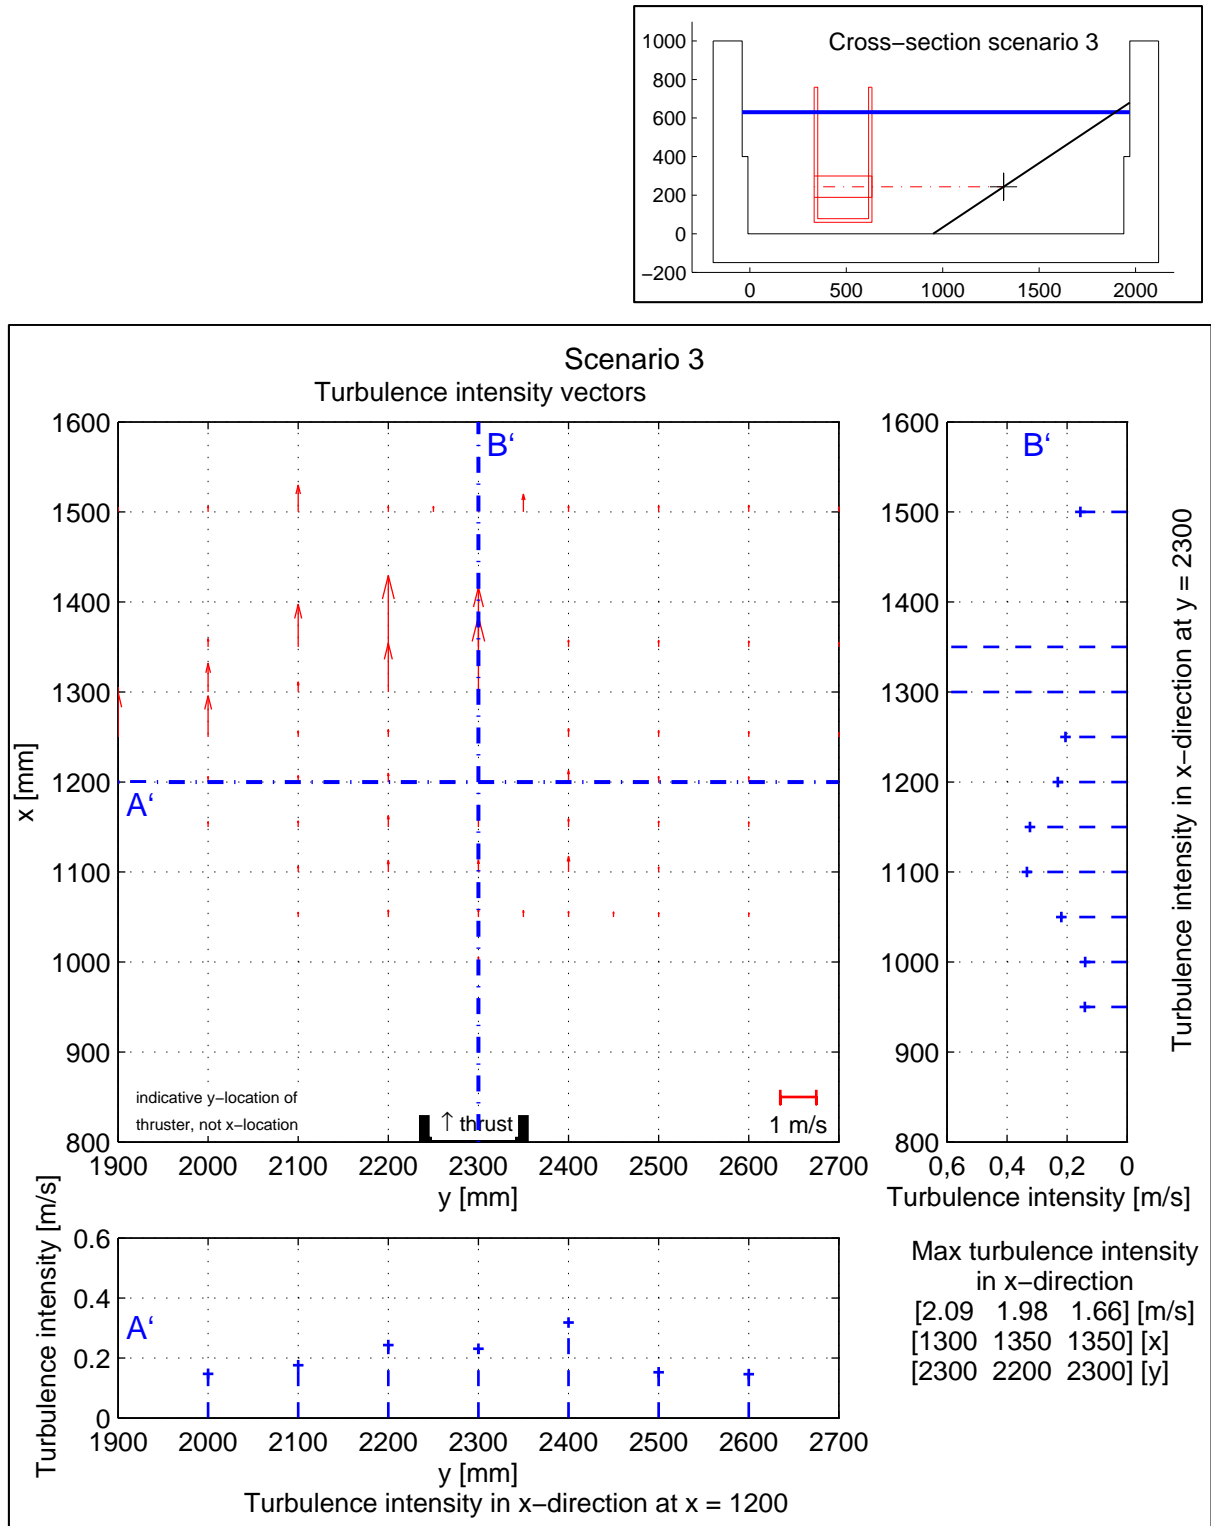 Cross−section scenario 3
1000
800
600
400
200
0
−200
0 500 1000 1500 2000
Scenario 3
Turbulence intensity vectors
1600
1500
1400
1300
1200
1100
1000
900
800
x [mm]
B‘
A‘
indicative y−location of
thruster, not x−location
↑ thrust
1 m/s
1900 2000 2100 2200 2300 2400 2500 2600 2700
y [mm]
B‘
1600
1500
1400
1300
1200
1100
1000
900
800
0,6 0,4 0,2 0
Turbulence intensity [m/s]
Turbulence intensity in x−direction at y = 2300
Turbulence intensity [m/s]
0.6
0.4
0.2
0
A‘
1900 2000 2100 2200 2300 2400 2500 2600 2700
y [mm]
Turbulence intensity in x−direction at x = 1200
Max turbulence intensity
in x−direction
[2.09 1.98 1.66] [m/s]
[1300 1350 1350] [x]
[2300 2200 2300] [y]